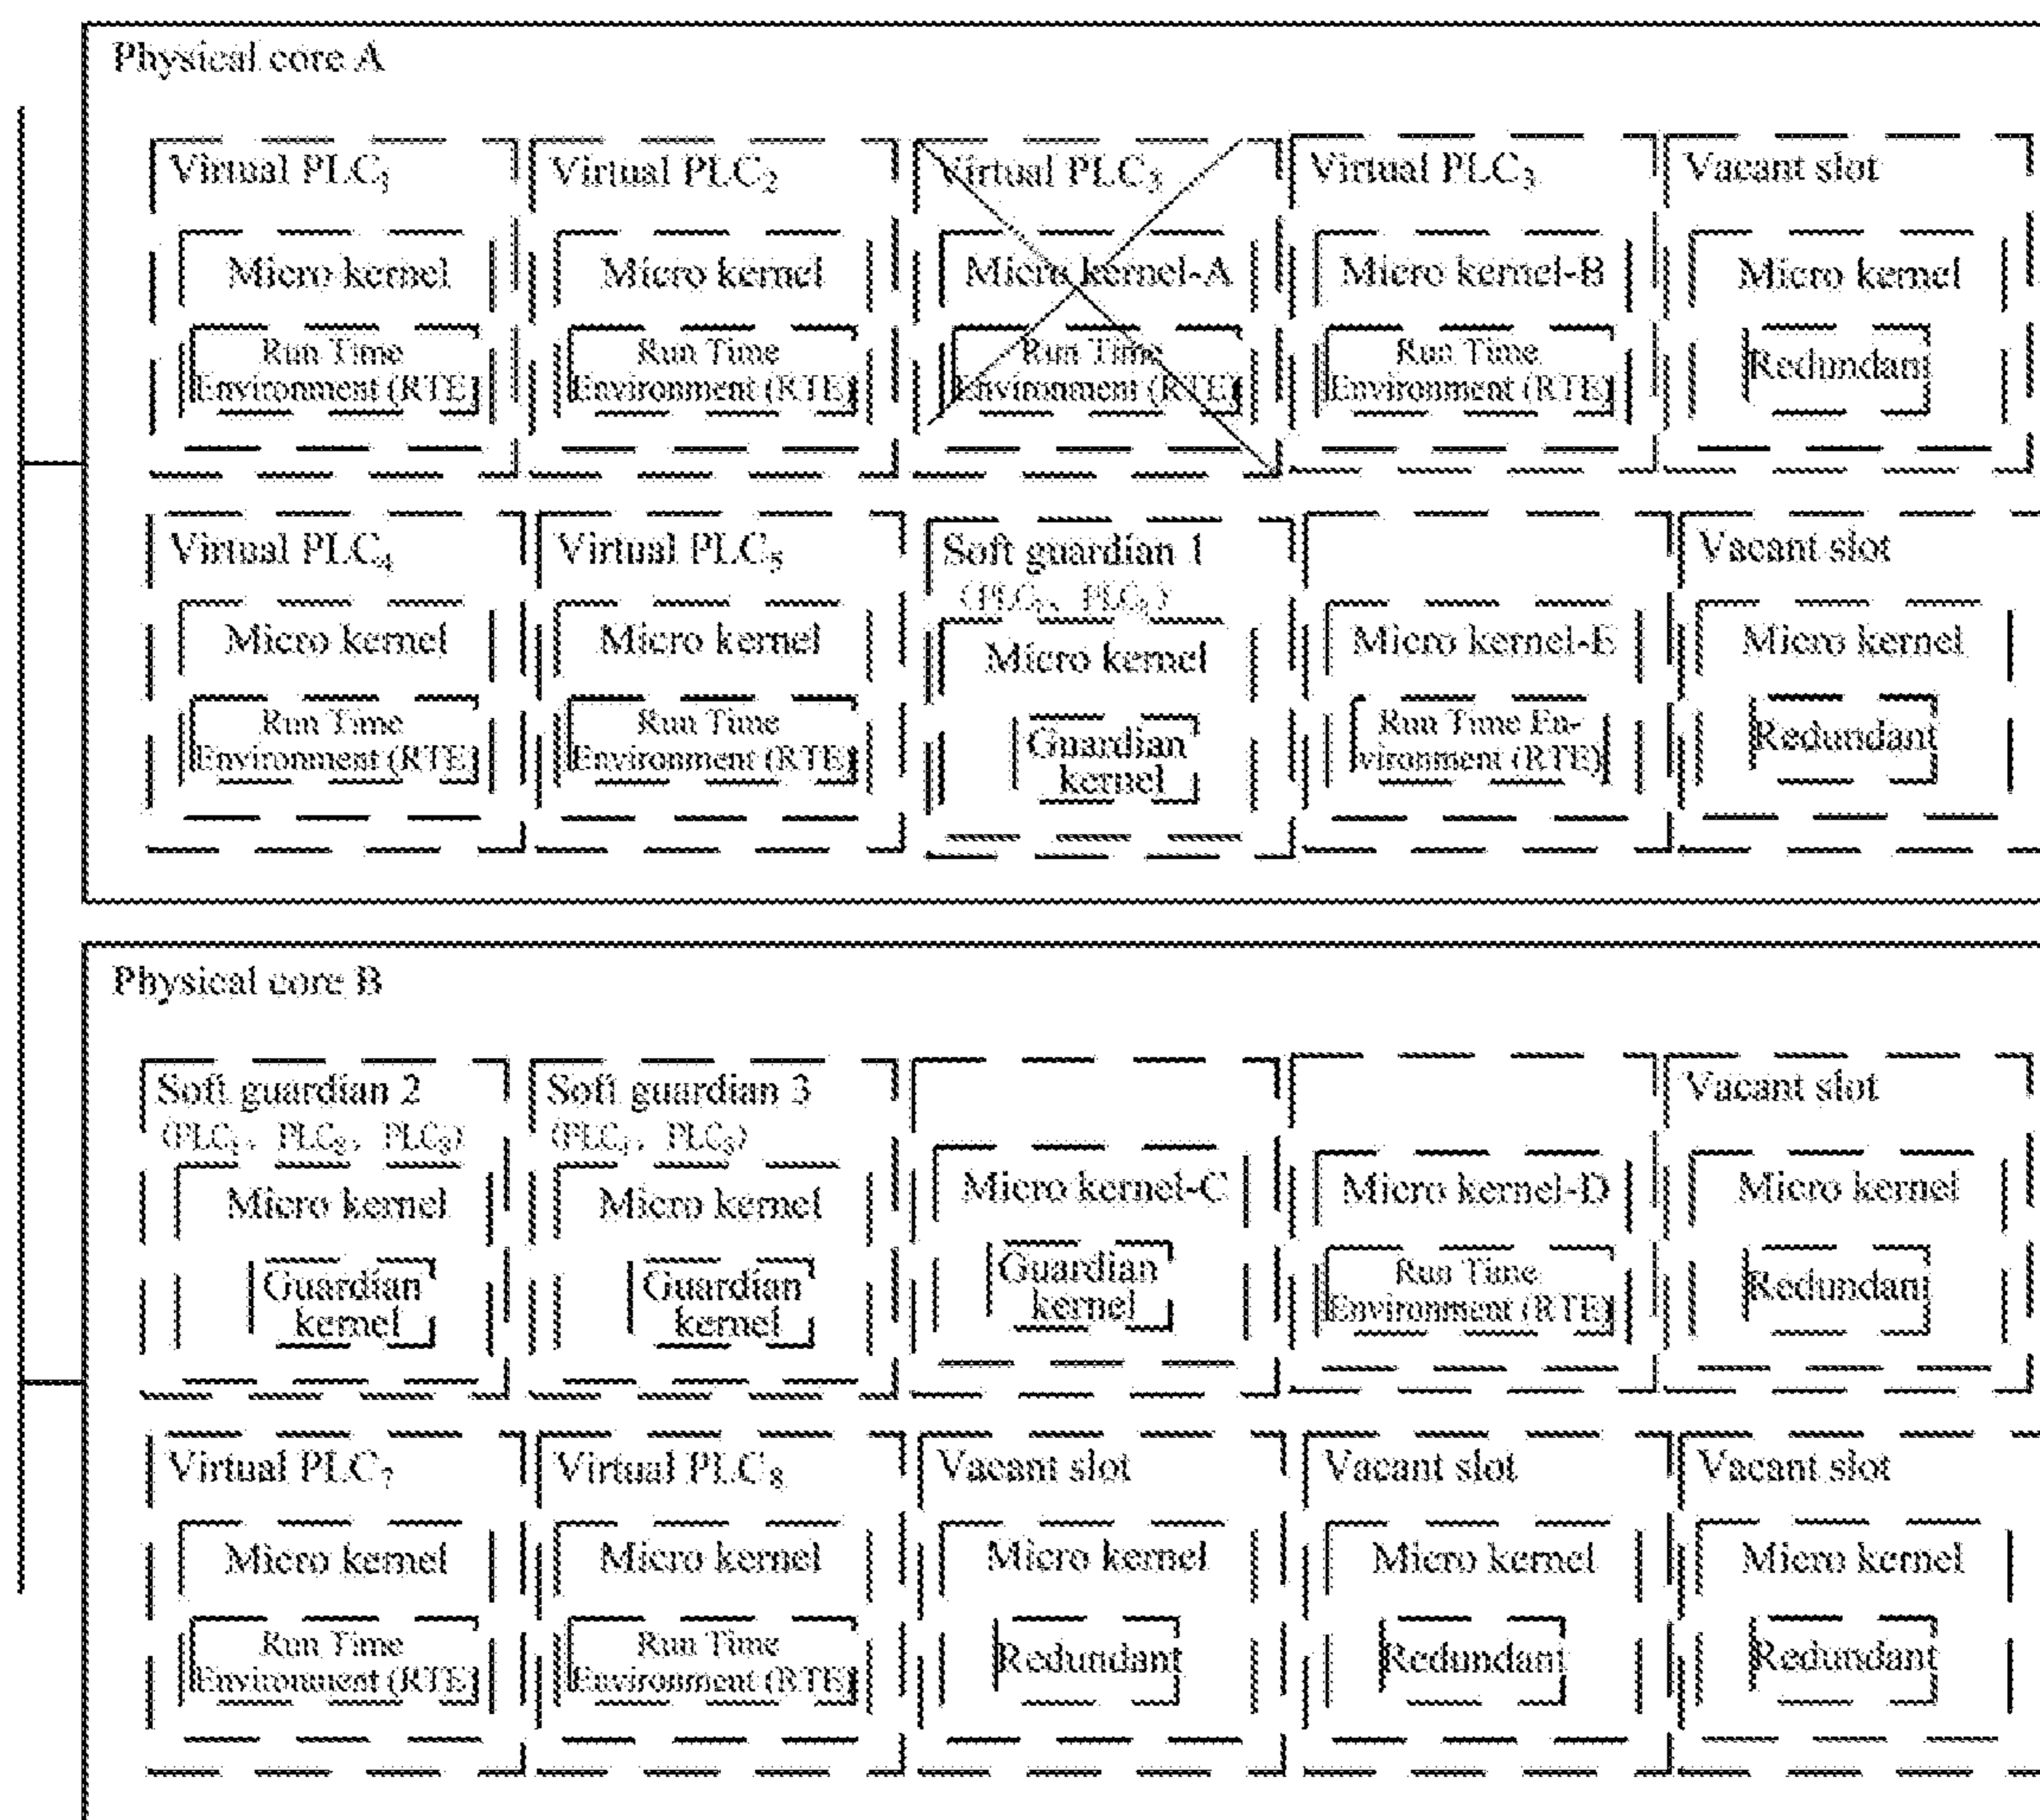 Physical core A
Virtual PLC₁
Micro kernel
Run Time
Environment (RTE)
Virtual PLC₂
Micro kernel
Run Time
Environment (RTE)
Virtual PLC₃
Micro kernel-A
Run Time
Environment (RTE)
Virtual PLC₃
Micro kernel-B
Run Time
Environment (RTE)
Vacant slot
Micro kernel
Redundant
Virtual PLC₄
Micro kernel
Run Time
Environment (RTE)
Virtual PLC₅
Micro kernel
Run Time
Environment (RTE)
Soft guardian 1
Micro kernel
Guardian
kernel
Micro kernel-E
Run Time En-
vironment (RTE)
Vacant slot
Micro kernel
Redundant
Physical core B
Soft guardian 2
Micro kernel
Guardian
kernel
Soft guardian 3
Micro kernel
Guardian
kernel
Micro kernel-C
Guardian
kernel
Micro kernel-D
Run Time
Environment (RTE)
Vacant slot
Micro kernel
Redundant
Virtual PLC₇
Micro kernel
Run Time
Environment (RTE)
Virtual PLC₈
Micro kernel
Run Time
Environment (RTE)
Vacant slot
Micro kernel
Redundant
Vacant slot
Micro kernel
Redundant
Vacant slot
Micro kernel
Redundant